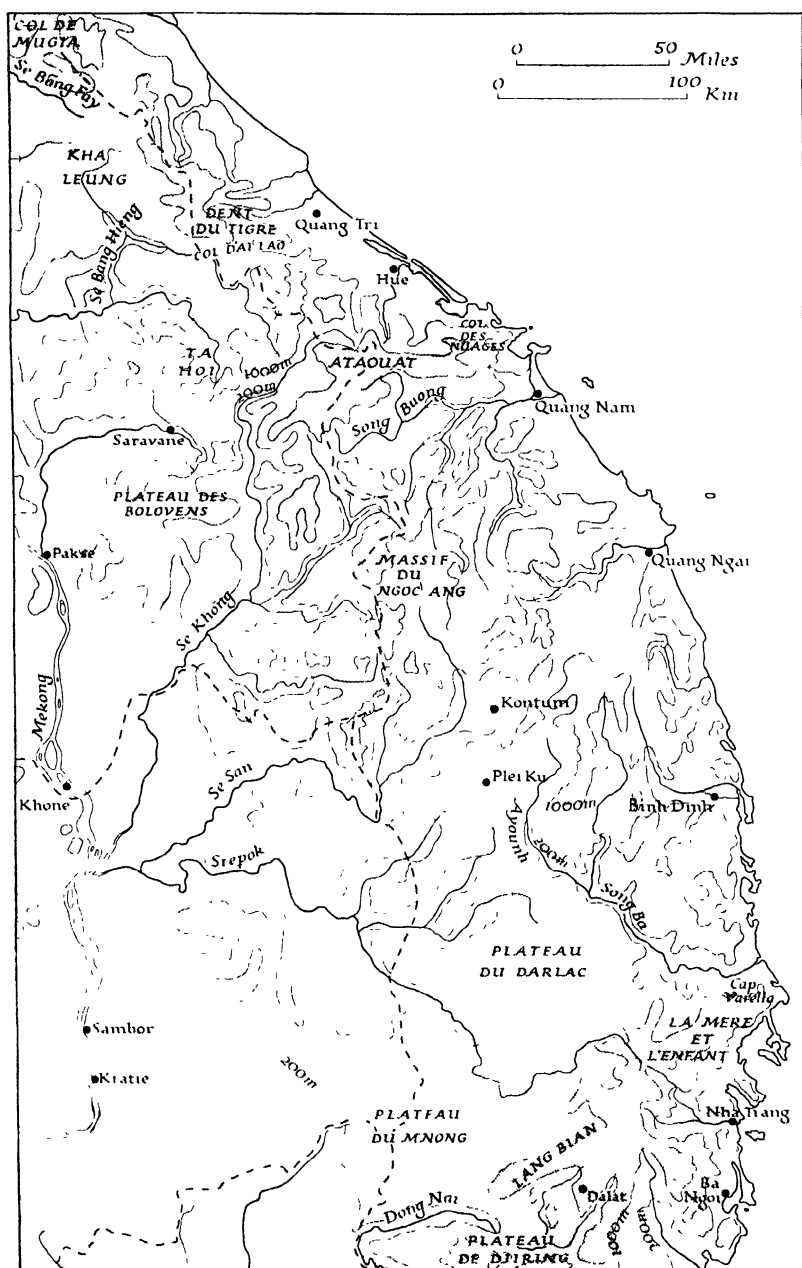 COL DE
MUGIA
Se Bang Fay
0 50 Miles
0 100 Km
KHA
LEUNG
Se Bang Hieng
DENT
DU TIGRE
COL D'AI LAO
Quang Tri
Hue
TA
HOI
1000m
200m
ATAOUAT
COL
DES
NUAGES
Song Buong
Quang Nam
Saravane
PLATEAU DES
BOLOVENS
Pakse
MASSIF
DU
NGOC ANG
Quang Ngai
Se Khong
Mekong
Kontum
Plei Ku
1000m
Binh Dinh
Se San
Khone
Ayounh
200m
Srepok
Song Ba
PLATEAU
DU DARLAC
Cap
Varella
LA MERE
ET
L'ENFANT
Sambor
Kratie
200m
PLATEAU
DU MNONG
Nha Trang
LANG BIAN
Dalat
Ba
Ngoi
Dong Nai
1000m
200m
PLATEAU
DE DJIRING